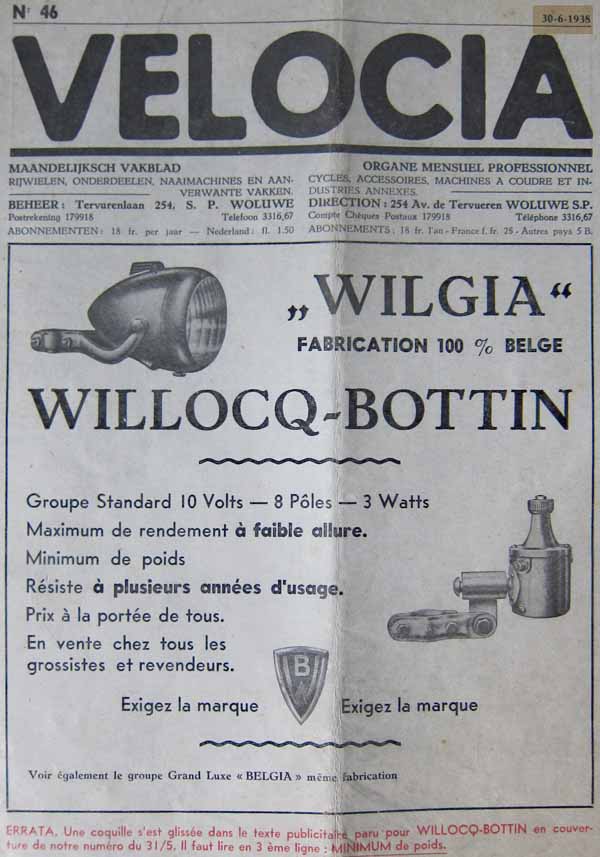 Nr 46
30-6-1938
VELOCIA
MAANDELIJKSCH VAKBLAD
RIJWIELEN, ONDERDEELEN, NAAIMACHINES EN AAN-
VERWANTE VAKKEN.
BEHEER : Tervurenlaan 254, S. P. WOLUWE
Postrekening 179918 Telefoon 3316,67
ABONNEMENTEN : 18 fr. per jaar — Nederland : fl. 1.50
ORGANE MENSUEL PROFESSIONNEL
CYCLES, ACCESSOIRES, MACHINES A COUDRE ET IN-
DUSTRIES ANNEXES.
DIRECTION : 254 Av. de Tervueren WOLUWE S.P.
Compte Chèques Postaux 179918 Téléphone 3316,67
ABONNEMENTS : 18 fr. l'an - France f. fr. 25 - Autres pays 5 B.
„WILGIA“
FABRICATION 100 % BELGE
WILLOCQ-BOTTIN
Groupe Standard 10 Volts — 8 Pôles — 3 Watts
Maximum de rendement à faible allure.
Minimum de poids
Résiste à plusieurs années d'usage.
Prix à la portée de tous.
En vente chez tous les
grossistes et revendeurs.
Exigez la marque B Exigez la marque
Voir également le groupe Grand Luxe « BELGIA » même fabrication
ERRATA. Une coquille s'est glissée dans le texte publicitaire paru pour WILLOCQ-BOTTIN en couver-
ture de notre numéro du 31/5. Il faut lire en 3 ème ligne : MINIMUM de poids.